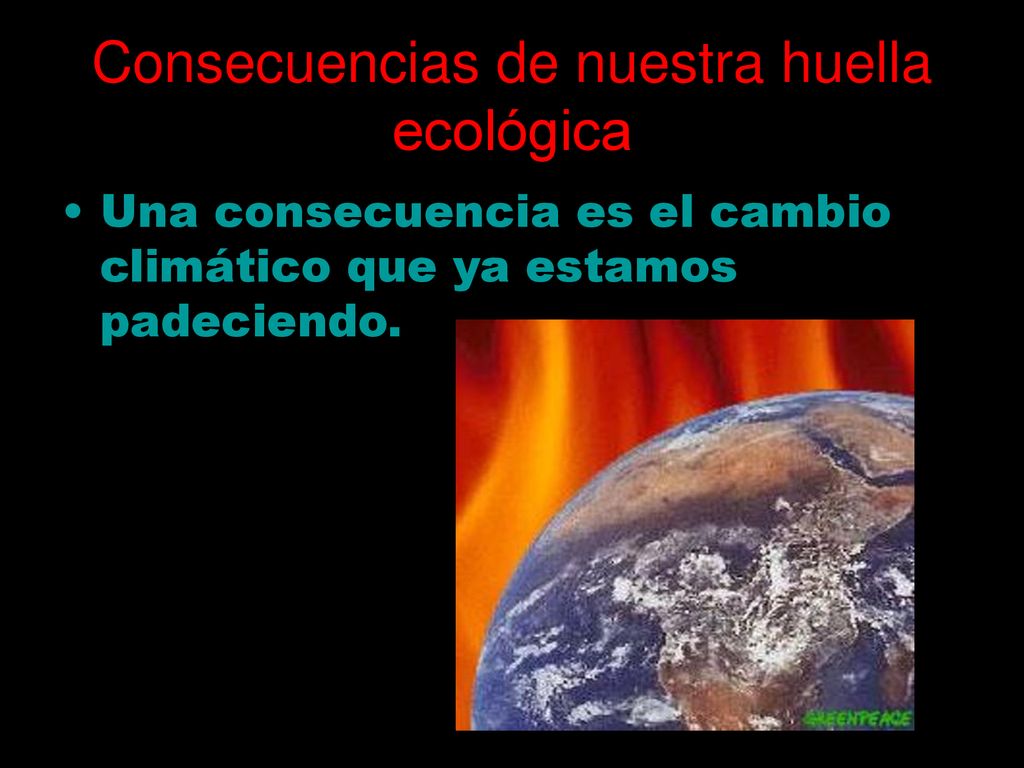 Consecuencias de nuestra huella
ecológica
• Una consecuencia es el cambio
climático que ya estamos
padeciendo.
GREENPEACE